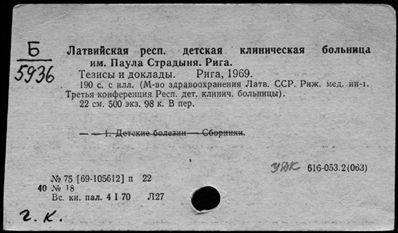 Б
5936
Латвийская респ. детская клиническая больница
им. Паула Страдыня. Рига.
Тезисы и доклады. Рига, 1969.
190 с. с илл. (М-во здравоохранения Латв. ССР. Риж. мед. ин-т.
Третья конференция Респ. дет. клинич. больницы).
22 см. 500 экз. 98 к. В пер.
— 1. Детские болезни — Сборники.
УДК 616-053.2(063)
№ 75 [69-105612] п 22
40 № 18
Вс. кн. пал. 4 I 70 Л27
г. к.